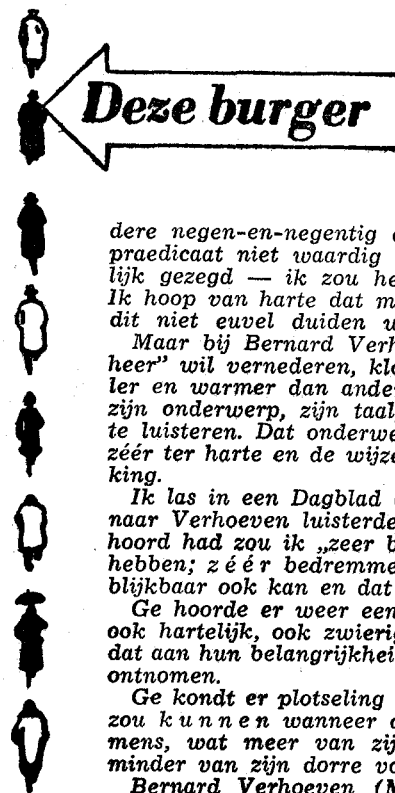 Deze burger
dere negen-en-negentig
praedicaat niet waardig
lijk gezegd — ik zou he
Ik hoop van harte dat m
dit niet euvel duiden u
Maar bij Bernard Verh
heer” wil vernederen, kl
ler en warmer dan ande
zijn onderwerp, zijn taal
te luisteren. Dat onderwe
zéér ter harte en de wijze
king.
Ik las in een Dagblad
naar Verhoeven luisterde
hoord had zou ik „zeer b
hebben; zéér bedremme
blijkbaar ook kan en dat
Ge hoorde er weer een
ook hartelijk, ook zwierig
dat aan hun belangrijkhei
ontnomen.
Ge kondt er plotseling
zou kunnen wanneer
mens, wat meer van zij
minder van zijn dorre vo
Bernard Verhoeven (M